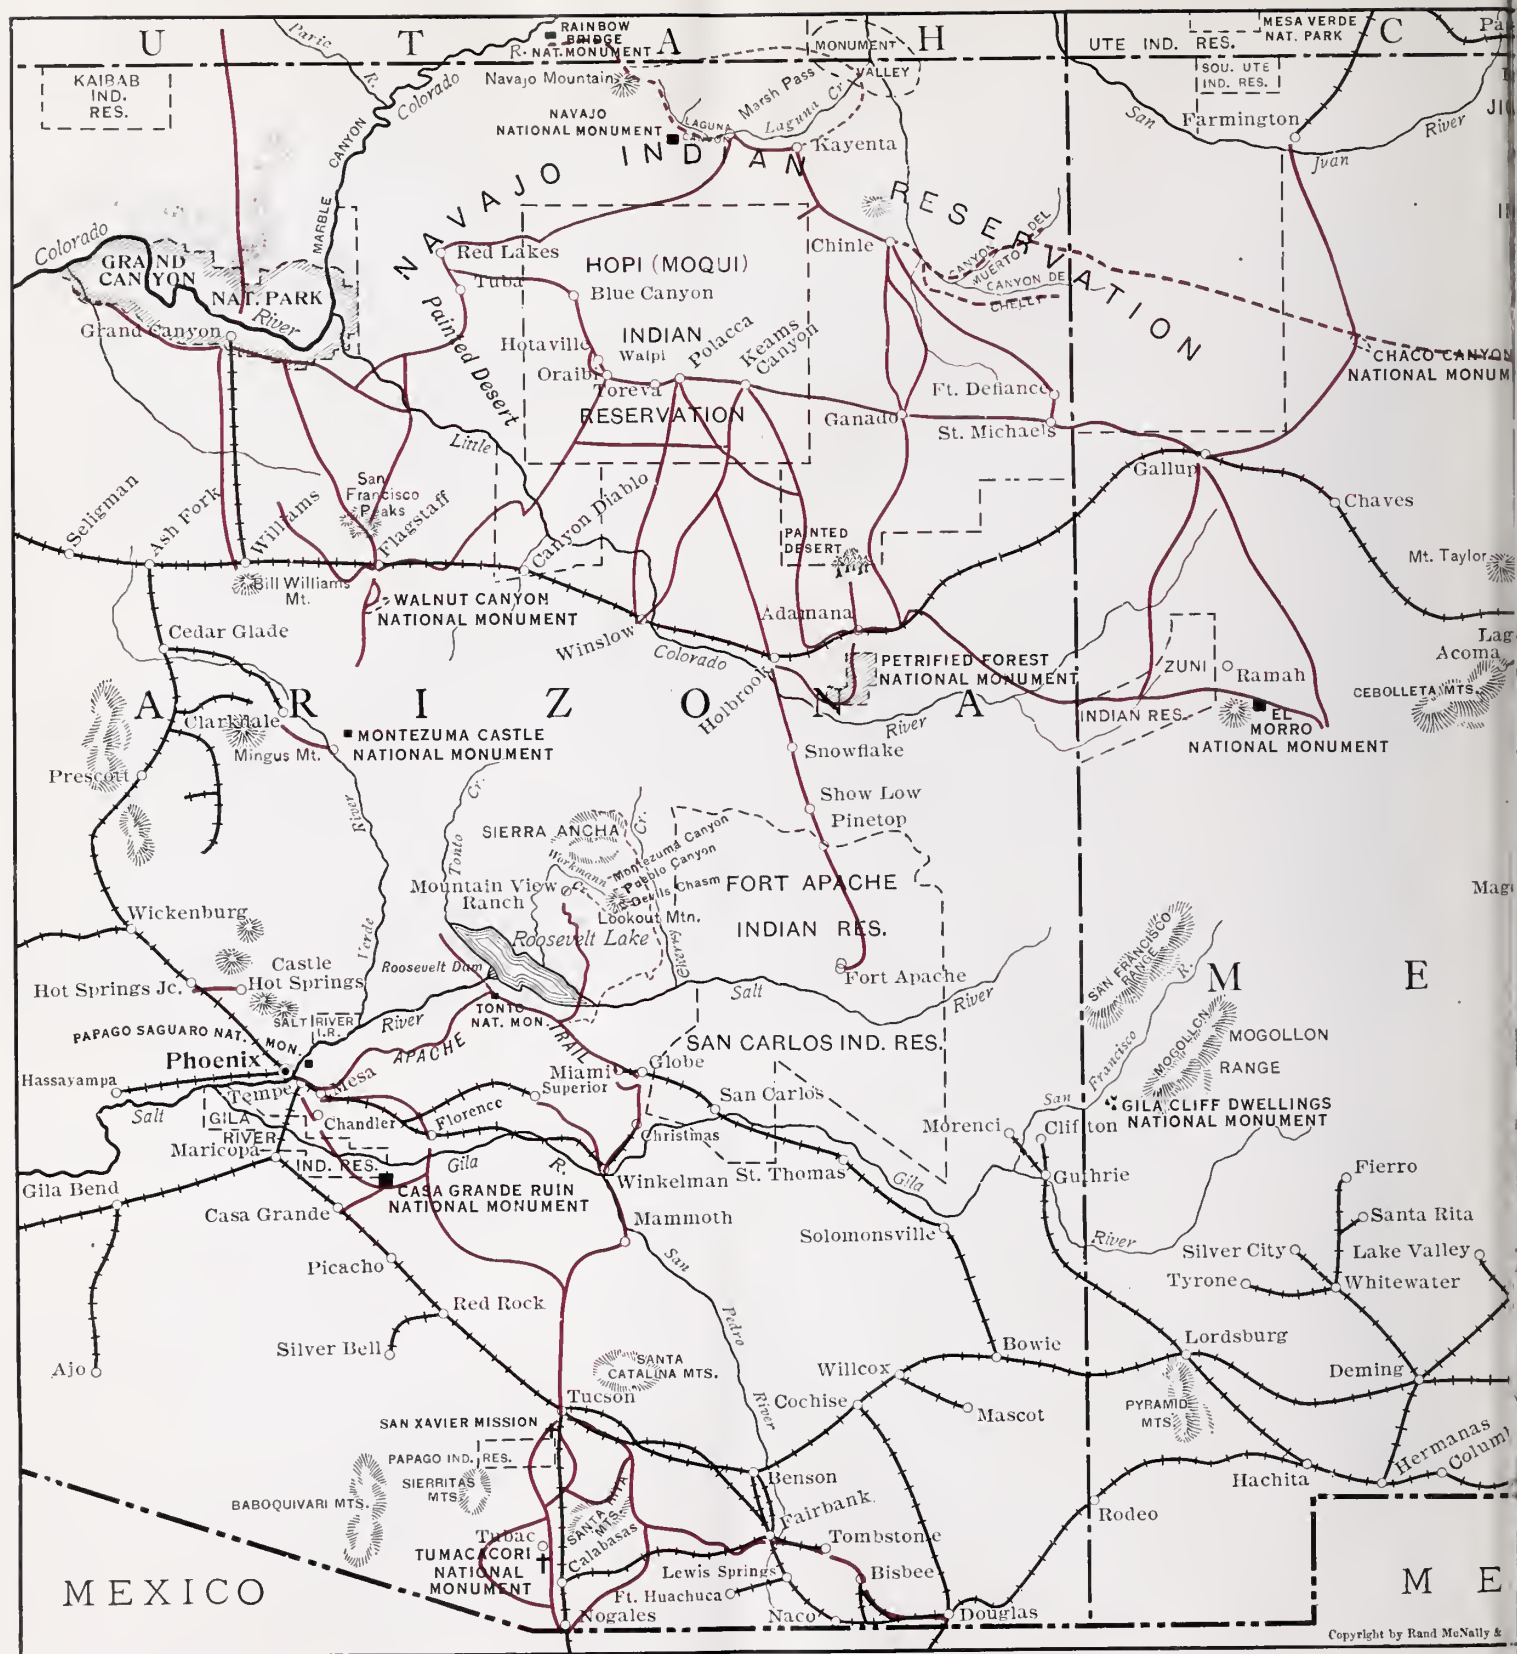 U T A H C
Paric R.
RAINBOW
BRIDGE
NAT. MONUMENT
MONUMENT
VALLEY
UTE IND. RES.
MESA VERDE
NAT. PARK
KAIBAB
IND.
RES.
Colorado R.
Navajo Mountain
Marsh Pass
Laguna Cr.
SOU. UTE
IND. RES.
San Juan River
Farmington
NAVAJO
NATIONAL MONUMENT
LAGUNA
CANYON
Kayenta
MARBLE CANYON
NAVAJO INDIAN RESERVATION
Colorado
GRAND
CANYON
NAT. PARK
River
Grand Canyon
Red Lakes
Tuba
Painted Desert
HOPI (MOQUI)
INDIAN
RESERVATION
Blue Canyon
Hotaville
Walpi
Polacca
Keams
Canyon
Oraibi
Toreva
Chinle
CANYON DEL
MUERTO
CANYON DE
CHELLY
Ft. Defiance
Ganado
St. Michaels
CHACO CANYON
NATIONAL MONUM
Little
Gallup
Chaves
Seligman
Ash Fork
Williams
San
Francisco
Peaks
Flagstaff
Canyon Diablo
PAINTED
DESERT
Mt. Taylor
Bill Williams
Mt.
WALNUT CANYON
NATIONAL MONUMENT
Adamana
Cedar Glade
Winslow
Colorado
Holbrook
PETRIFIED FOREST
NATIONAL MONUMENT
ZUNI
INDIAN RES.
Ramah
Lag
Acoma
CEBOLLETA MTS.
A R I Z O N A
River
Clarkdale
Mingus Mt.
MONTEZUMA CASTLE
NATIONAL MONUMENT
EL
MORRO
NATIONAL MONUMENT
Snowflake
Prescott
Show Low
Pinetop
River
Tonto Cr.
SIERRA ANCHA
Cr.
Workmann Cr.
Montezuma Canyon
Pueblo Canyon
Devils Chasm
Mountain View
Ranch
Lookout Mtn.
FORT APACHE
INDIAN RES.
Mag
Wickenburg
Verde
Roosevelt Lake
Roosevelt Dam
Cherry
Fort Apache
SAN FRANCISCO
RANGE
M E
Castle
Hot Springs
Hot Springs Jc.
Salt River
TONTO
NAT. MON.
SALT RIVER
I.R.
River
PAPAGO SAGUARO NAT. MON.
APACHE TRAIL
SAN CARLOS IND. RES.
San Francisco R.
MOGOLLON
MOGOLLON
RANGE
Phoenix
Globe
Miami
Superior
Hassayampa
Tempe
Mesa
San Carlos
Salt
Florence
Chandler
GILA
RIVER
IND. RES.
Christmas
GILA CLIFF DWELLINGS
NATIONAL MONUMENT
Morenci
Clifton
Maricopa
Gila R.
Winkelman
St. Thomas
Gila
Guthrie
Fierro
Gila Bend
CASA GRANDE RUIN
NATIONAL MONUMENT
Casa Grande
Mammoth
Solomonsville
River
Santa Rita
Silver City
Lake Valley
San Pedro River
Picacho
Tyrone
Whitewater
Red Rock
Silver Bell
Ajo
Bowie
Lordsburg
SANTA
CATALINA MTS.
Willcox
Deming
Tucson
Cochise
Mascot
PYRAMID
MTS.
SAN XAVIER MISSION
PAPAGO IND. RES.
SIERRITAS
MTS.
BABOQUIVARI MTS.
Benson
Hachita
Hermanas
Columb
SANTA RITA
MTS.
Fairbank
Rodeo
Tubac
Calabasas
Tombstone
TUMACACORI
NATIONAL
MONUMENT
Lewis Springs
Bisbee
Ft. Huachuca
MEXICO
Nogales
Naco
Douglas
M E
Copyright by Rand McNally &